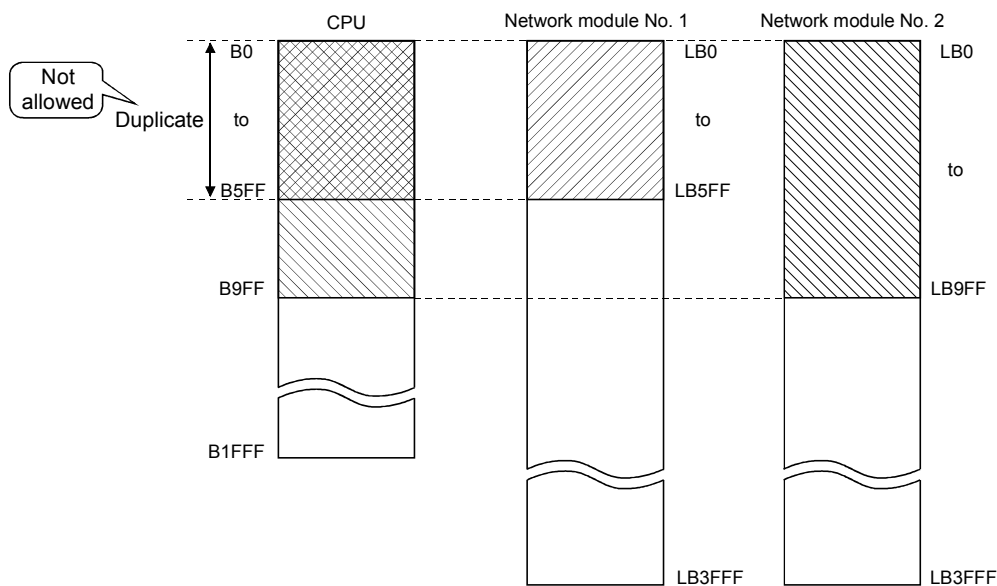 CPU
Network module No. 1
Network module No. 2
B0
LB0
LB0
Not
allowed
Duplicate
to
to
to
B5FF
LB5FF
B9FF
LB9FF
B1FFF
LB3FFF
LB3FFF